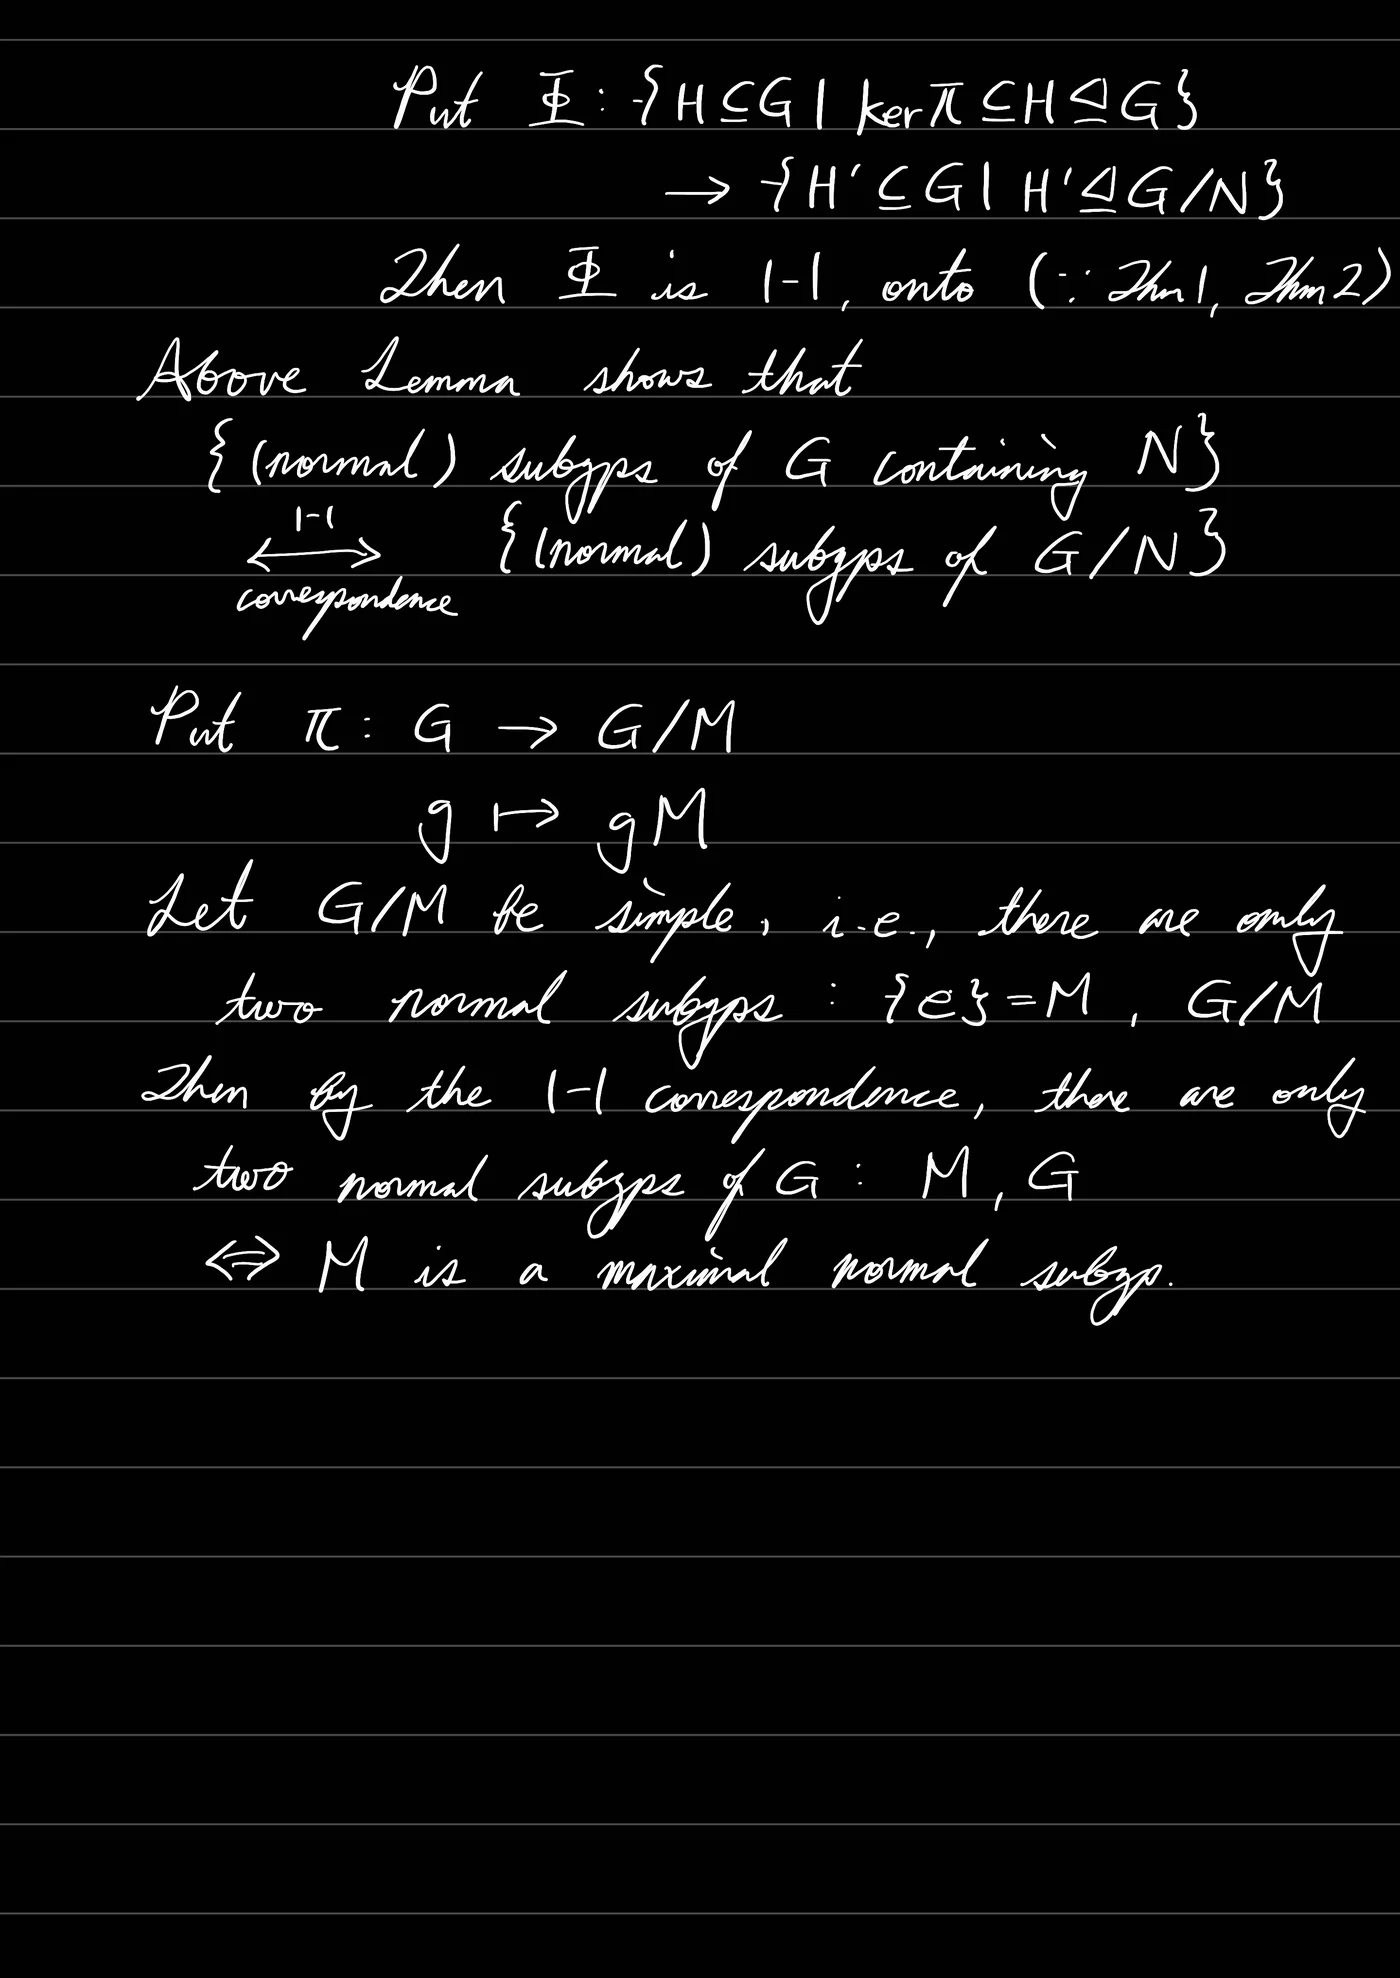 Put Φ : {H ⊆ G | ker π ⊆ H ⊴ G}
→ {H' ⊆ G | H' ⊴ G/N}
Then Φ is 1-1, onto (∵ Thm 1, Thm 2)
Above Lemma shows that
{(normal) subgps of G containing N}
1-1
⟷ {(normal) subgps of G/N}
correspondence
Put π : G → G/M
g ↦ gM
Let G/M be simple, i.e., there are only
two normal subgps : {e} = M, G/M
Then by the 1-1 correspondence, there are only
two normal subgps of G : M, G
⇔ M is a maximal normal subgp.